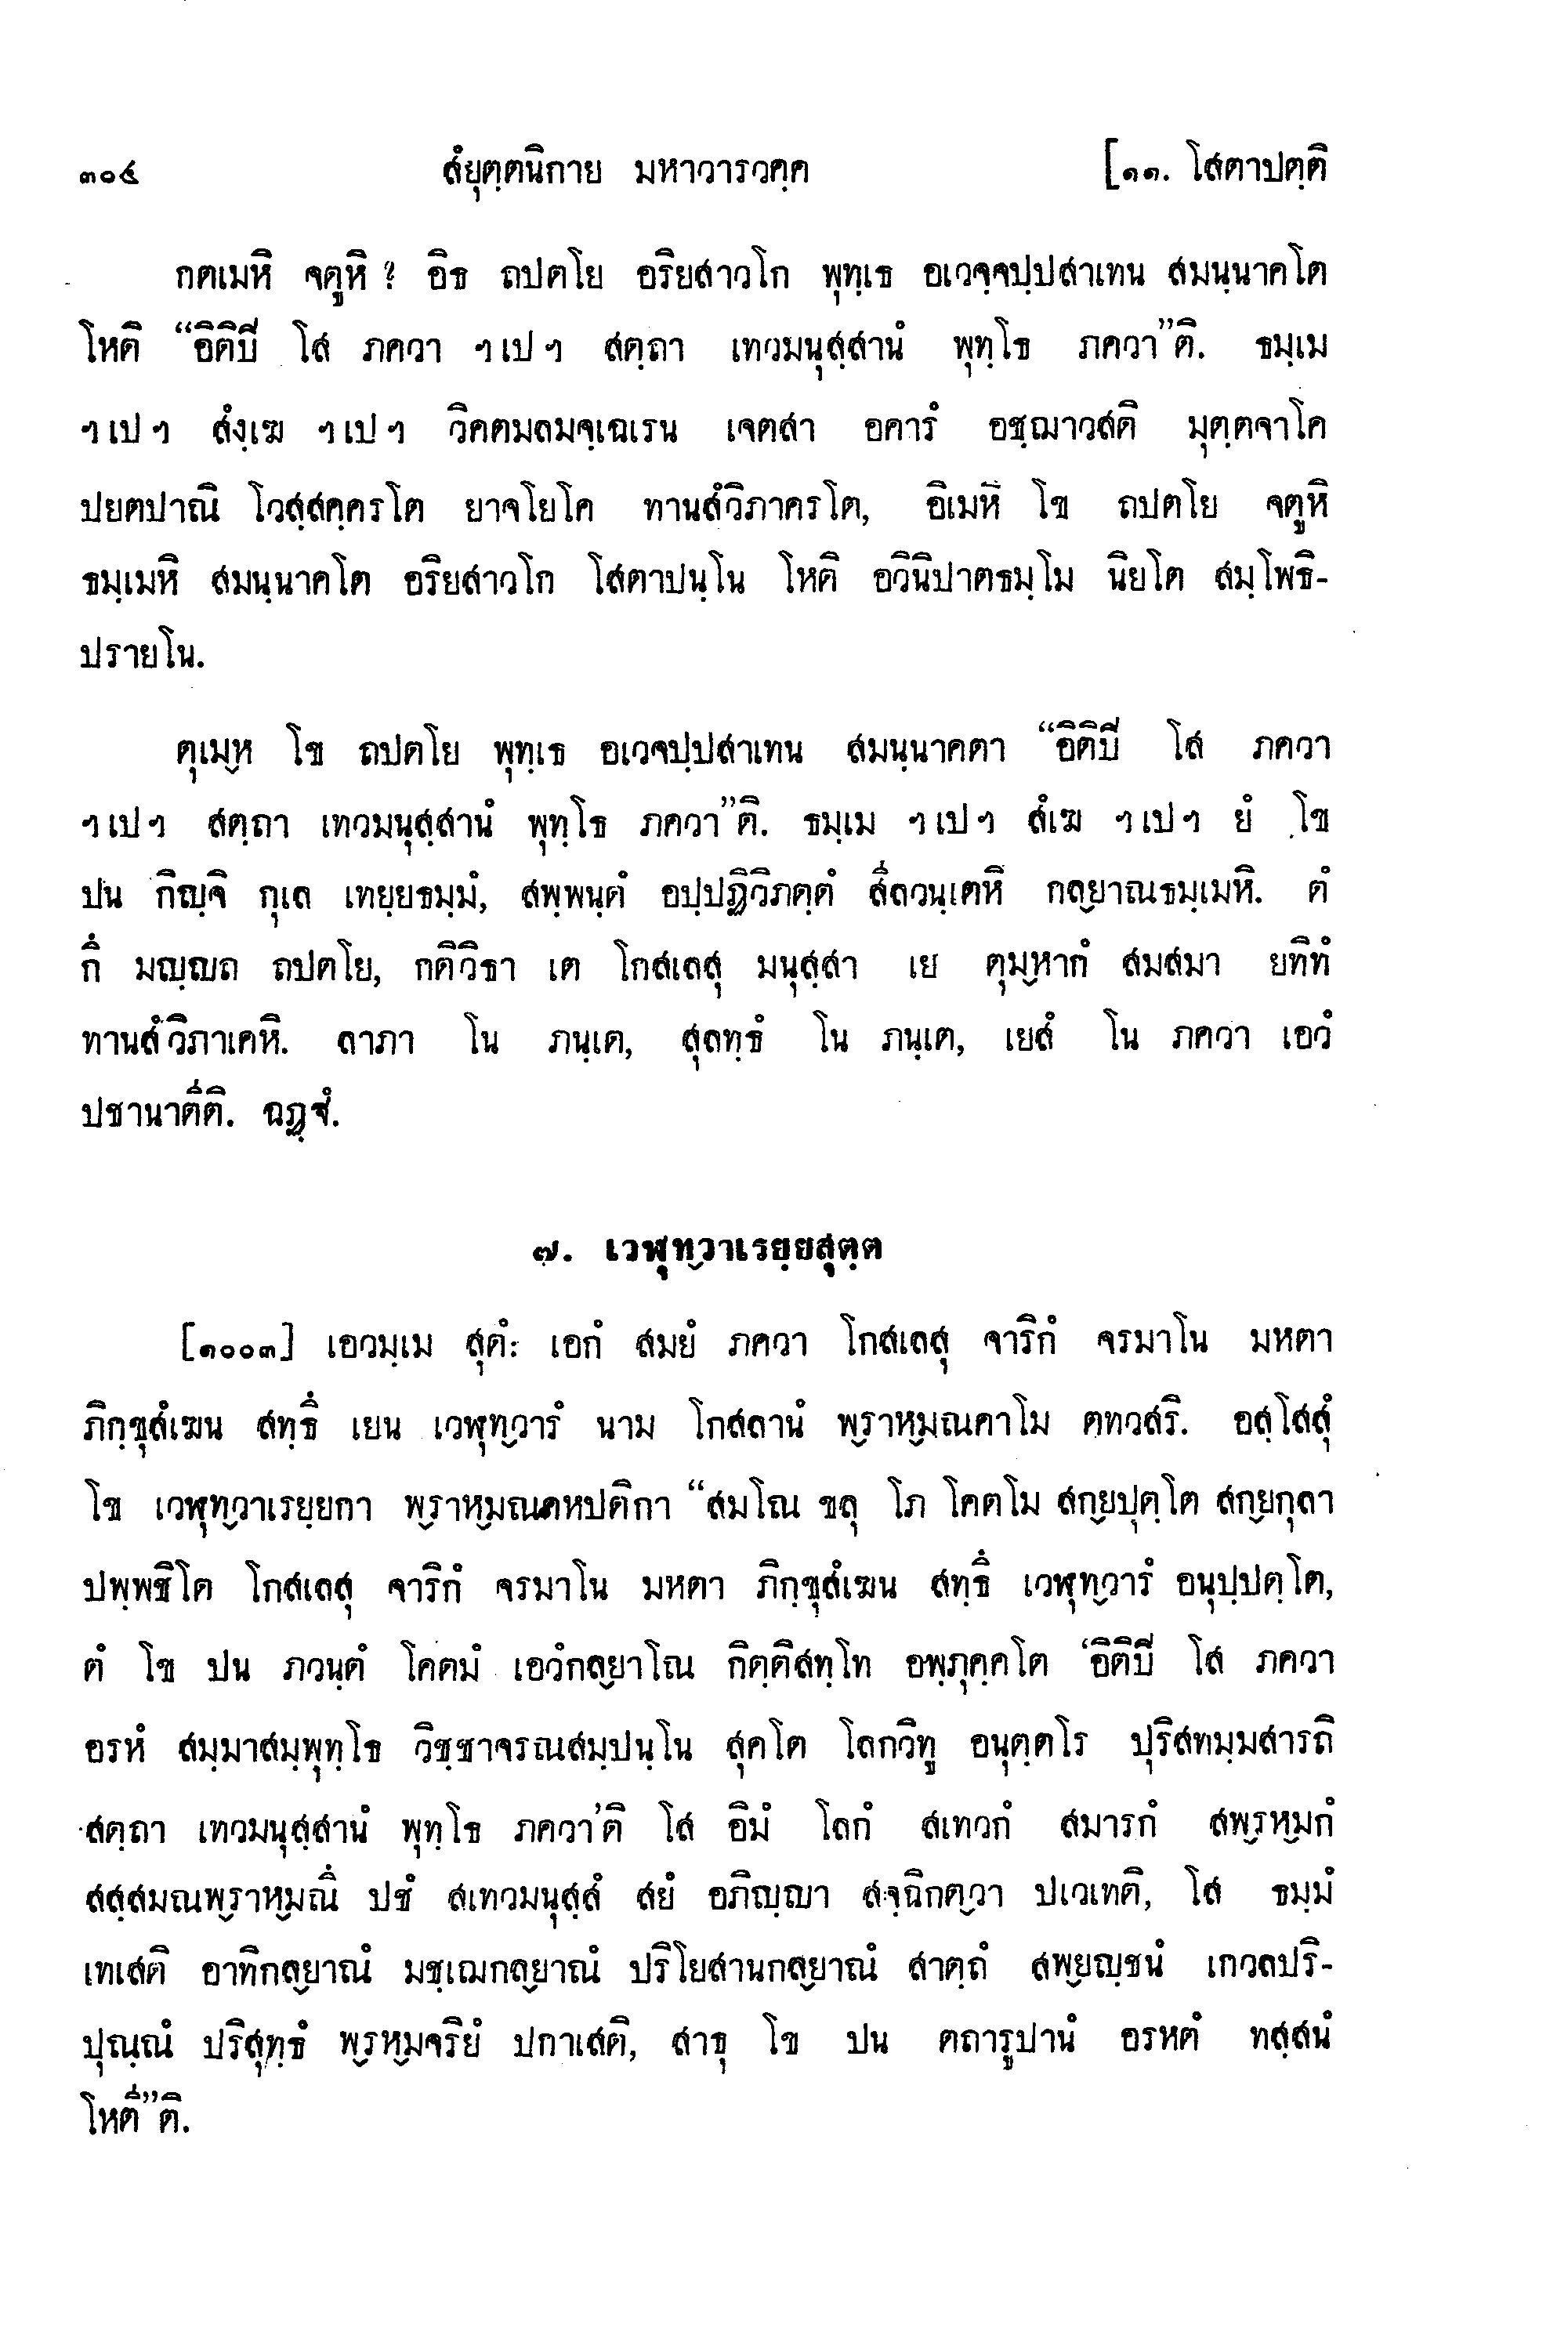 ๓๐๔ สํยุตฺตนิกาย มหาวารวคฺค [๑๑. โสตาปตฺติ
กตเมหิ จตูหิ ? อิธ ถปตโย อริยสาวโก พุทฺเธ อเวจฺจปฺปสาเทน สมนฺนาคโต
โหติ “อิติปิ โส ภควา ฯเปฯ สตฺถา เทวมนุสฺสานํ พุทฺโธ ภควา”ติ. ธมฺเม
ฯเปฯ สํงฺเฆ ฯเปฯ วิคตมลมจฺเฉเรน เจตสา อคารํ อชฺฌาวสติ มุตฺตจาโค
ปยตปาณิ โวสฺสคฺครโต ยาจโยโค ทานสํวิภาครโต, อิเมหิ โข ถปตโย จตูหิ
ธมฺเมหิ สมนฺนาคโต อริยสาวโก โสตาปนฺโน โหติ อวินิปาตธมฺโม นิยโต สมฺโพธิ-
ปรายโน.
ตุเมฺห โข ถปตโย พุทฺเธ อเวจปฺปสาเทน สมนฺนาคตา “อิติปิ โส ภควา
ฯเปฯ สตฺถา เทวมนุสฺสานํ พุทฺโธ ภควา”ติ. ธมฺเม ฯเปฯ สํเฆ ฯเปฯ ยํ โข
ปน กิญฺจิ กุเล เทยฺยธมฺมํ, สพฺพนฺตํ อปฺปฏิวิภตฺตํ สีลวนฺเตหิ กลฺยาณธมฺเมหิ. ตํ
กึ มญฺญถ ถปตโย, กติวิธา เต โกสเลสุ มนุสฺสา เย ตุมฺหากํ สมสมา ยทิทํ
ทานสํวิภาเคหิ. ลาภา โน ภนฺเต, สุลทฺธํ โน ภนฺเต, เยสํ โน ภควา เอวํ
ปชานาตีติ. ฉฏฺฐํ.
๗. เวฬุทฺวาเรยฺยสุตฺต
[๑๐๐๓] เอวมฺเม สุตํ: เอกํ สมยํ ภควา โกสเลสุ จาริกํ จรมาโน มหตา
ภิกฺขุสํเฆน สทฺธึ เยน เวฬุทฺวารํ นาม โกสลานํ พฺราหฺมณคาโม ตทวสริ. อสฺโสสุํ
โข เวฬุทฺวาเรยฺยกา พฺราหฺมณคหปติกา “สมโณ ขลุ โภ โคตโม สกฺยปุตฺโต สกฺยกุลา
ปพฺพชิโต โกสเลสุ จาริกํ จรมาโน มหตา ภิกฺขุสํเฆน สทฺธึ เวฬุทฺวารํ อนุปฺปตฺโต,
ตํ โข ปน ภวนฺตํ โคตมํ เอวํกลฺยาโณ กิตฺติสทฺโท อพฺภุคฺคโต ‘อิติปิ โส ภควา
อรหํ สมฺมาสมฺพุทฺโธ วิชฺชาจรณสมฺปนฺโน สุคโต โลกวิทู อนุตฺตโร ปุริสทมฺมสารถิ
สตฺถา เทวมนุสฺสานํ พุทฺโธ ภควา’ติ โส อิมํ โลกํ สเทวกํ สมารกํ สพฺรหฺมกํ
สสฺสมณพฺราหฺมณึ ปชํ สเทวมนุสฺสํ สยํ อภิญฺญา สจฺฉิกตฺวา ปเวเทติ, โส ธมฺมํ
เทเสติ อาทิกลฺยาณํ มชฺเฌกลฺยาณํ ปริโยสานกลฺยาณํ สาตฺถํ สพฺยญฺชนํ เกวลปริ-
ปุณฺณํ ปริสุทฺธํ พฺรหฺมจริยํ ปกาเสติ, สาธุ โข ปน ตถารูปานํ อรหตํ ทสฺสนํ
โหตี”ติ.